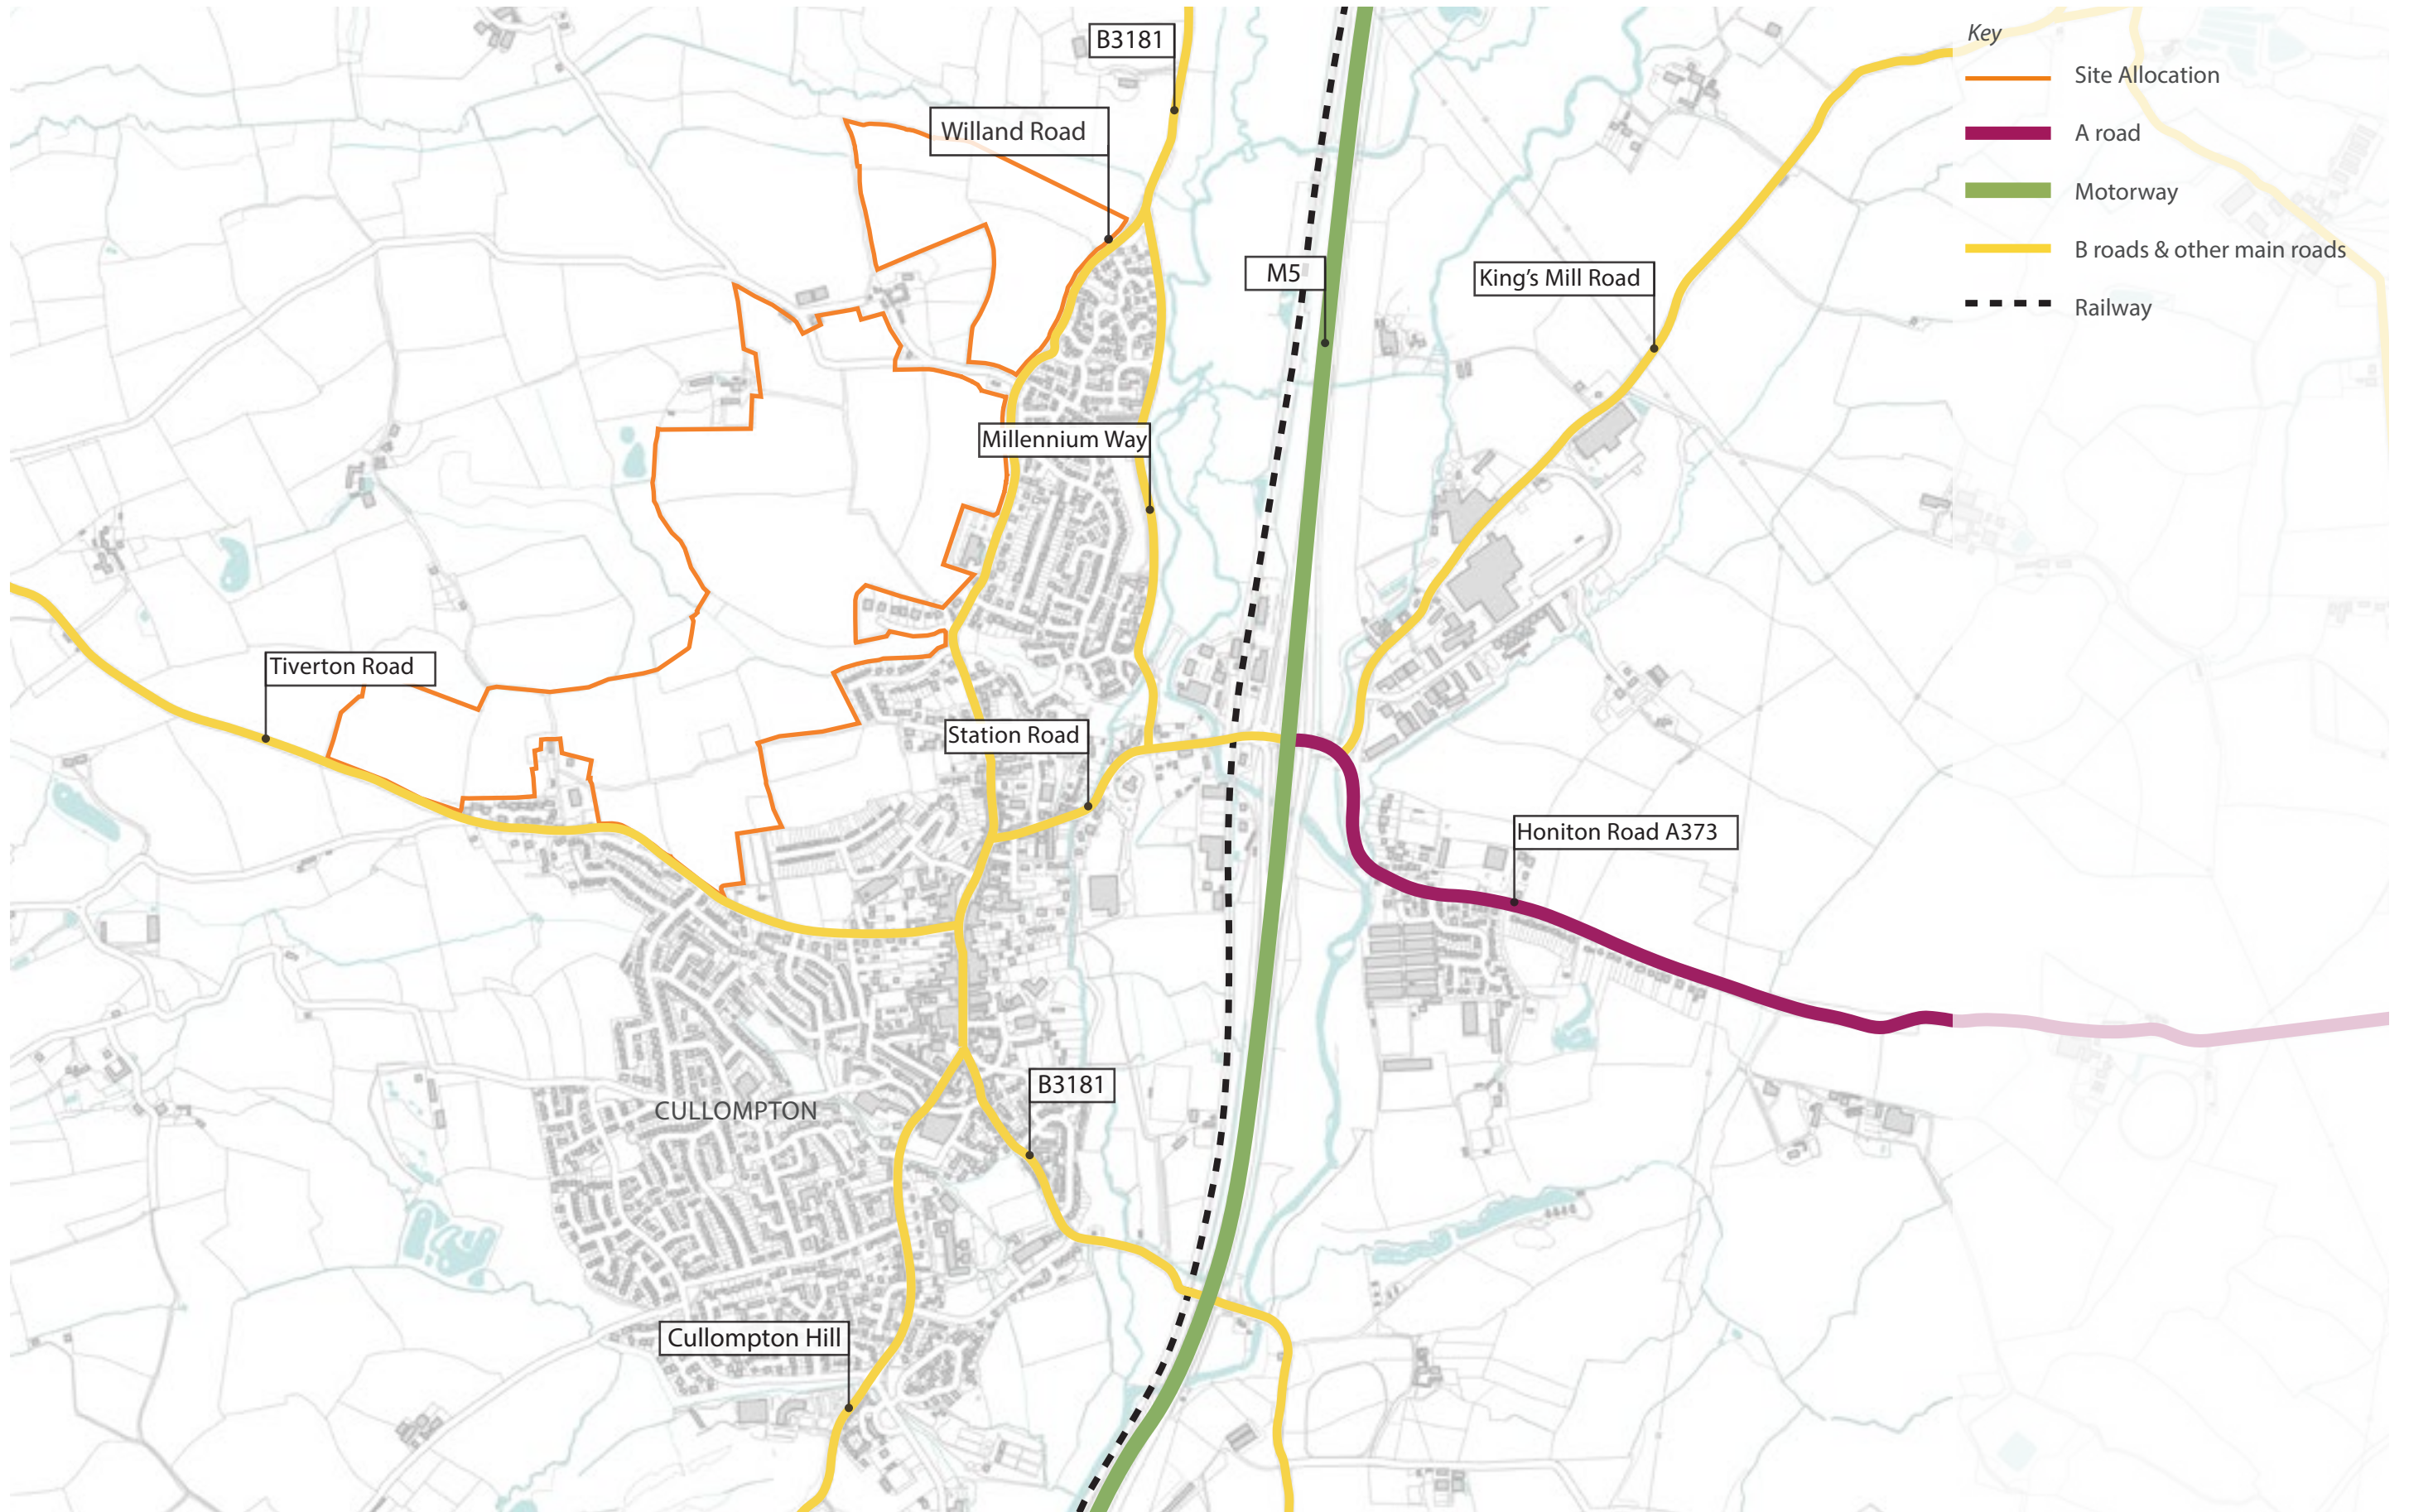 B3181
Key
Site Allocation
Willand Road
A road
Motorway
M5
King's Mill Road
B roads & other main roads
Railway
Millennium Way
Tiverton Road
Station Road
Honiton Road A373
B3181
CULLOMPTON
Cullompton Hill